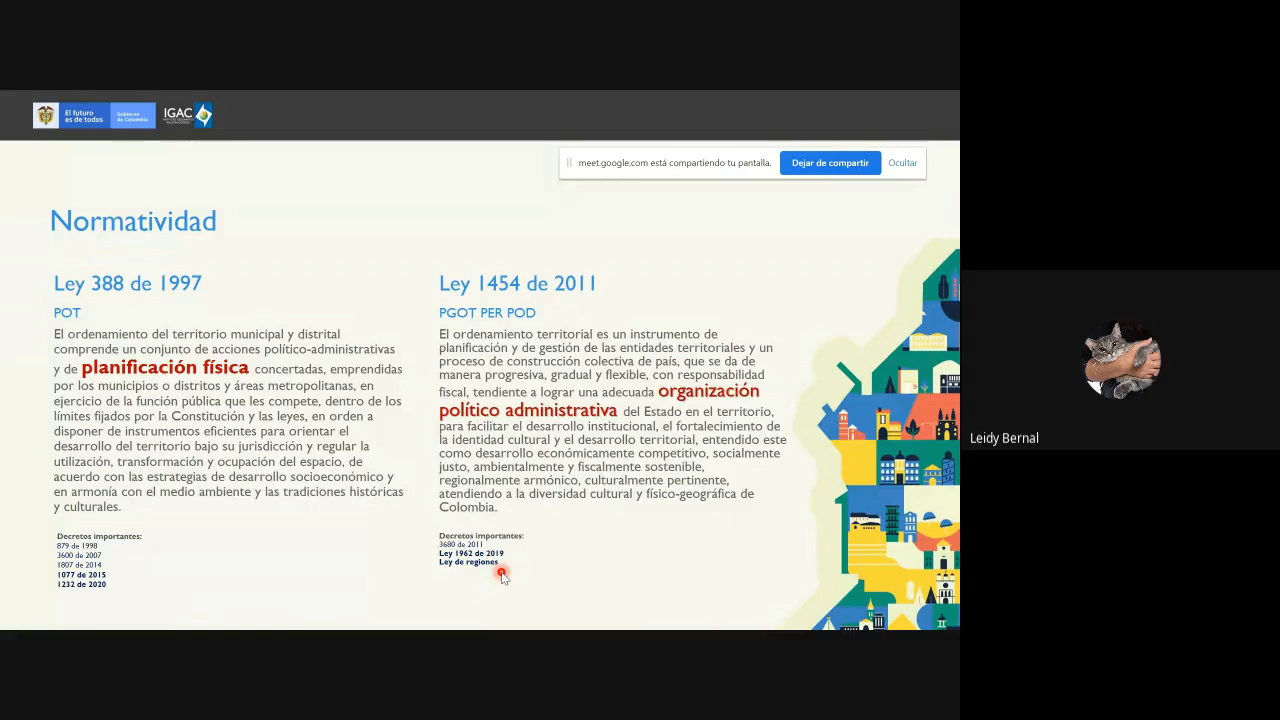 El futuro
es de todos
Gobierno
de Colombia
IGAC
meet.google.com está compartiendo tu pantalla.
Dejar de compartir
Ocultar
Normatividad
Ley 388 de 1997
POT
El ordenamiento del territorio municipal y distrital
comprende un conjunto de acciones político-administrativas
y de planificación física concertadas, emprendidas
por los municipios o distritos y áreas metropolitanas, en
ejercicio de la función pública que les compete, dentro de los
límites fijados por la Constitución y las leyes, en orden a
disponer de instrumentos eficientes para orientar el
desarrollo del territorio bajo su jurisdicción y regular la
utilización, transformación y ocupación del espacio, de
acuerdo con las estrategias de desarrollo socioeconómico y
en armonía con el medio ambiente y las tradiciones históricas
y culturales.
Decretos importantes:
879 de 1998
3600 de 2007
1807 de 2014
1077 de 2015
1232 de 2020
Ley 1454 de 2011
PGOT PER POD
El ordenamiento territorial es un instrumento de
planificación y de gestión de las entidades territoriales y un
proceso de construcción colectiva de país, que se da de
manera progresiva, gradual y flexible, con responsabilidad
fiscal, tendiente a lograr una adecuada organización
político administrativa del Estado en el territorio,
para facilitar el desarrollo institucional, el fortalecimiento de
la identidad cultural y el desarrollo territorial, entendido este
como desarrollo económicamente competitivo, socialmente
justo, ambientalmente y fiscalmente sostenible,
regionalmente armónico, culturalmente pertinente,
atendiendo a la diversidad cultural y físico-geográfica de
Colombia.
Decretos importantes:
3680 de 2011
Ley 1962 de 2019
Ley de regiones
Leidy Bernal